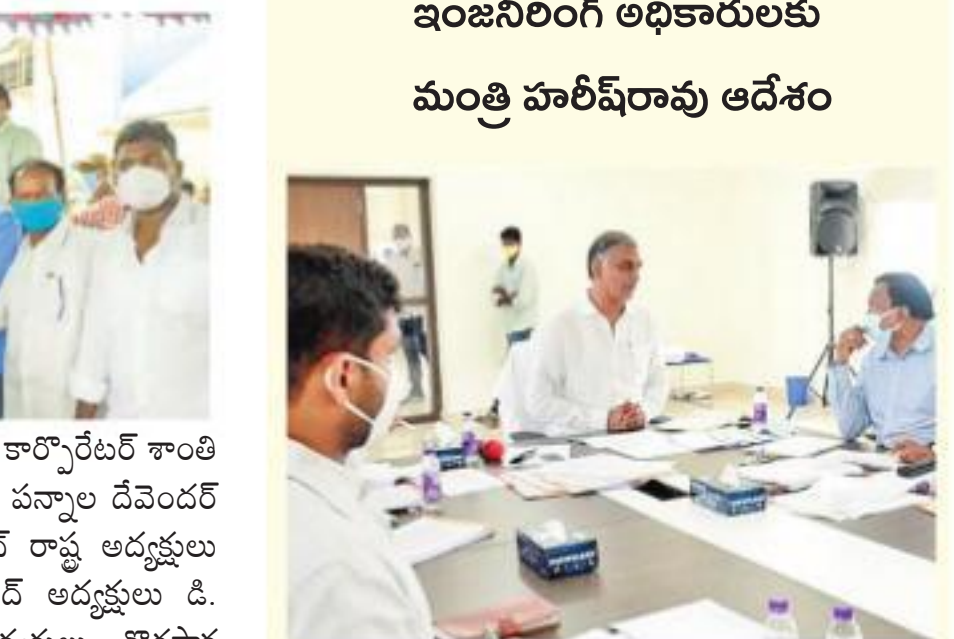 ఇంజనీరింగ్ అధికారులకు
మంత్రి హరీష్‌రావు ఆదేశం
కార్పొరేటర్ శాంతి
పన్నాల దేవెందర్
రాష్ట్ర అధ్యక్షులు
అధ్యక్షులు డి.